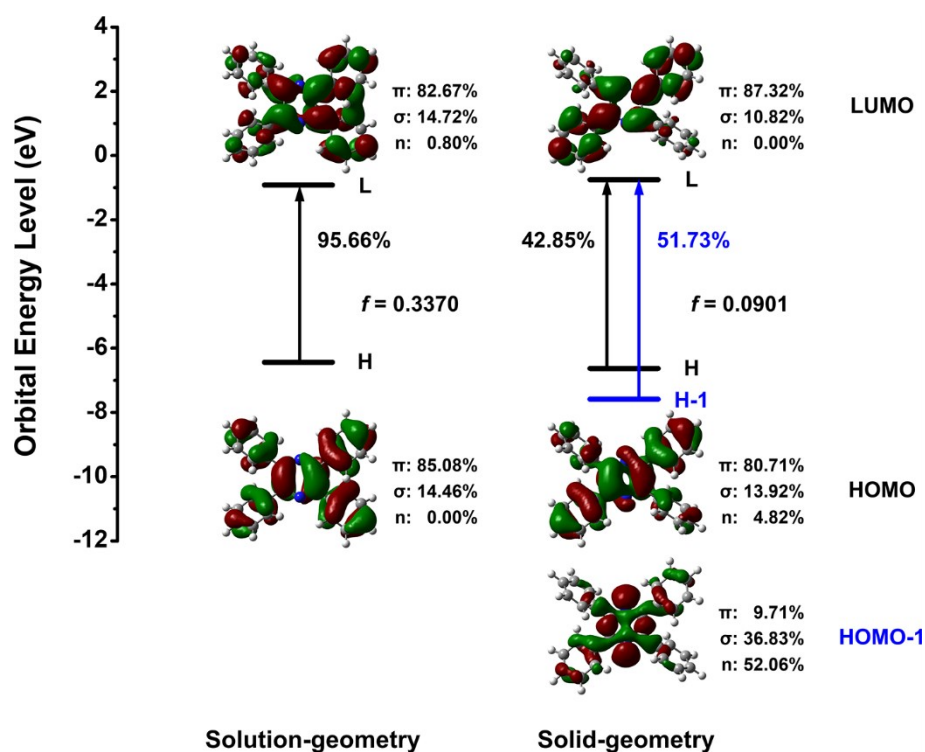 Orbital Energy Level (eV)
4
2
0
-2
-4
-6
-8
-10
-12
π: 82.67%
σ: 14.72%
n: 0.80%
L
95.66%
f = 0.3370
H
π: 85.08%
σ: 14.46%
n: 0.00%
Solution-geometry
π: 87.32%
σ: 10.82%
n: 0.00%
L
42.85%
51.73%
f = 0.0901
H
H-1
π: 80.71%
σ: 13.92%
n: 4.82%
π: 9.71%
σ: 36.83%
n: 52.06%
Solid-geometry
LUMO
HOMO
HOMO-1